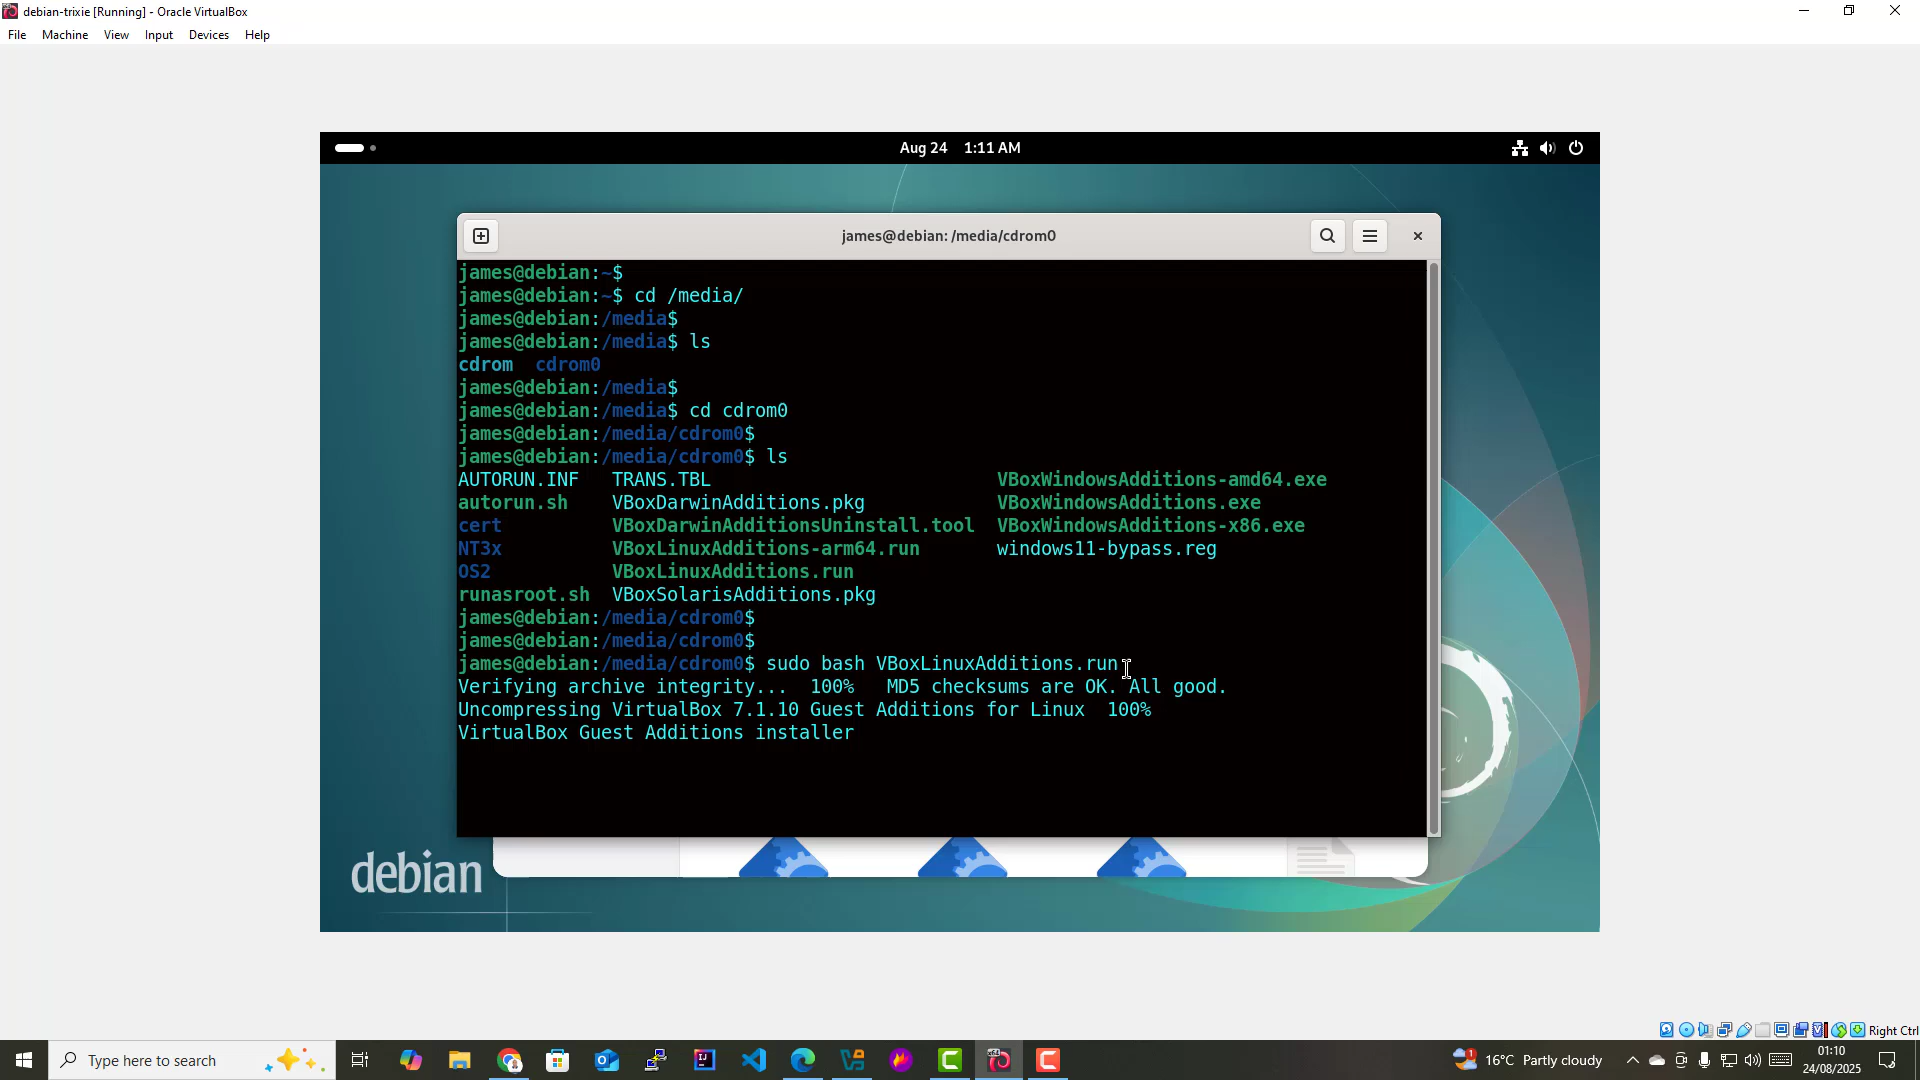 debian-trixie [Running] - Oracle VirtualBox
File Machine View Input Devices Help
Aug 24 1:11 AM
james@debian: /media/cdrom0
james@debian:~$
james@debian:~$ cd /media/
james@debian:/media$
james@debian:/media$ ls
cdrom cdrom0
james@debian:/media$
james@debian:/media$ cd cdrom0
james@debian:/media/cdrom0$
james@debian:/media/cdrom0$ ls
AUTORUN.INF TRANS.TBL VBoxWindowsAdditions-amd64.exe
autorun.sh VBoxDarwinAdditions.pkg VBoxWindowsAdditions.exe
cert VBoxDarwinAdditionsUninstall.tool VBoxWindowsAdditions-x86.exe
NT3x VBoxLinuxAdditions-arm64.run windows11-bypass.reg
OS2 VBoxLinuxAdditions.run
runasroot.sh VBoxSolarisAdditions.pkg
james@debian:/media/cdrom0$
james@debian:/media/cdrom0$
james@debian:/media/cdrom0$ sudo bash VBoxLinuxAdditions.run
Verifying archive integrity... 100% MD5 checksums are OK. All good.
Uncompressing VirtualBox 7.1.10 Guest Additions for Linux 100%
VirtualBox Guest Additions installer
debian
Right Ctrl
Type here to search
16°C Partly cloudy
01:10
24/08/2025